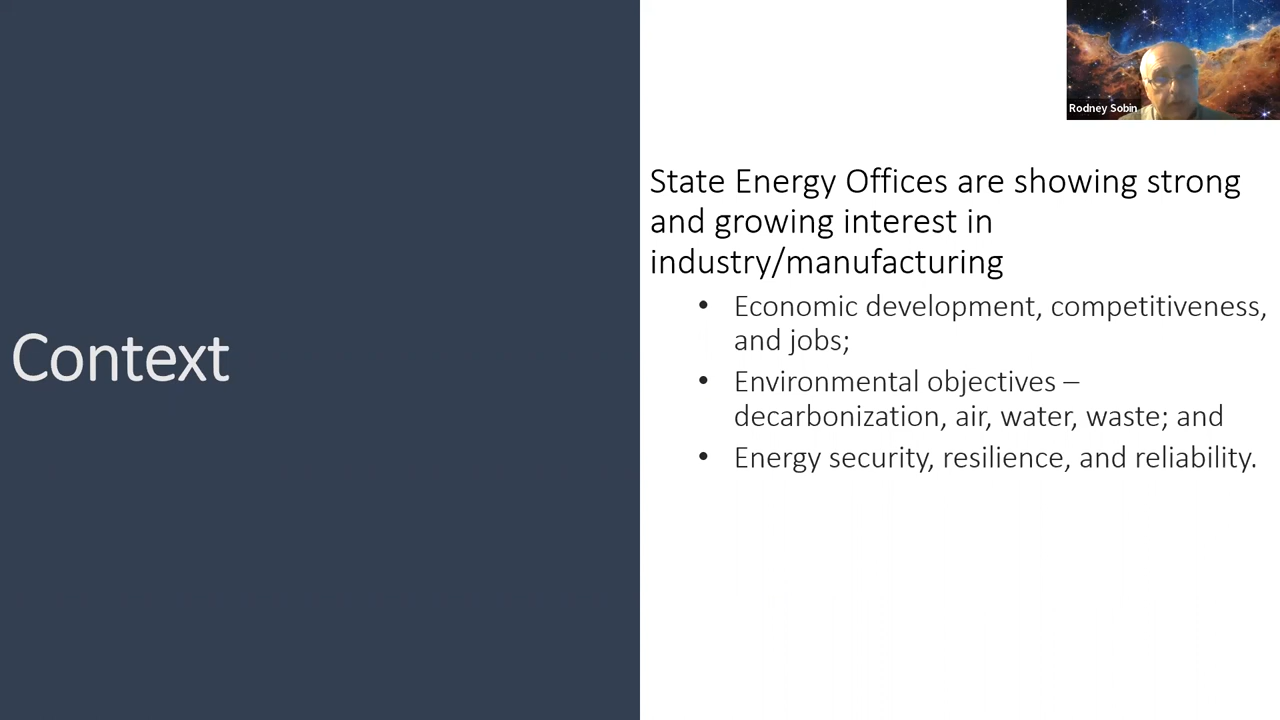 Rodney Sobin
State Energy Offices are showing strong
and growing interest in
industry/manufacturing
• Economic development, competitiveness,
and jobs;
• Environmental objectives –
decarbonization, air, water, waste; and
• Energy security, resilience, and reliability.
Context